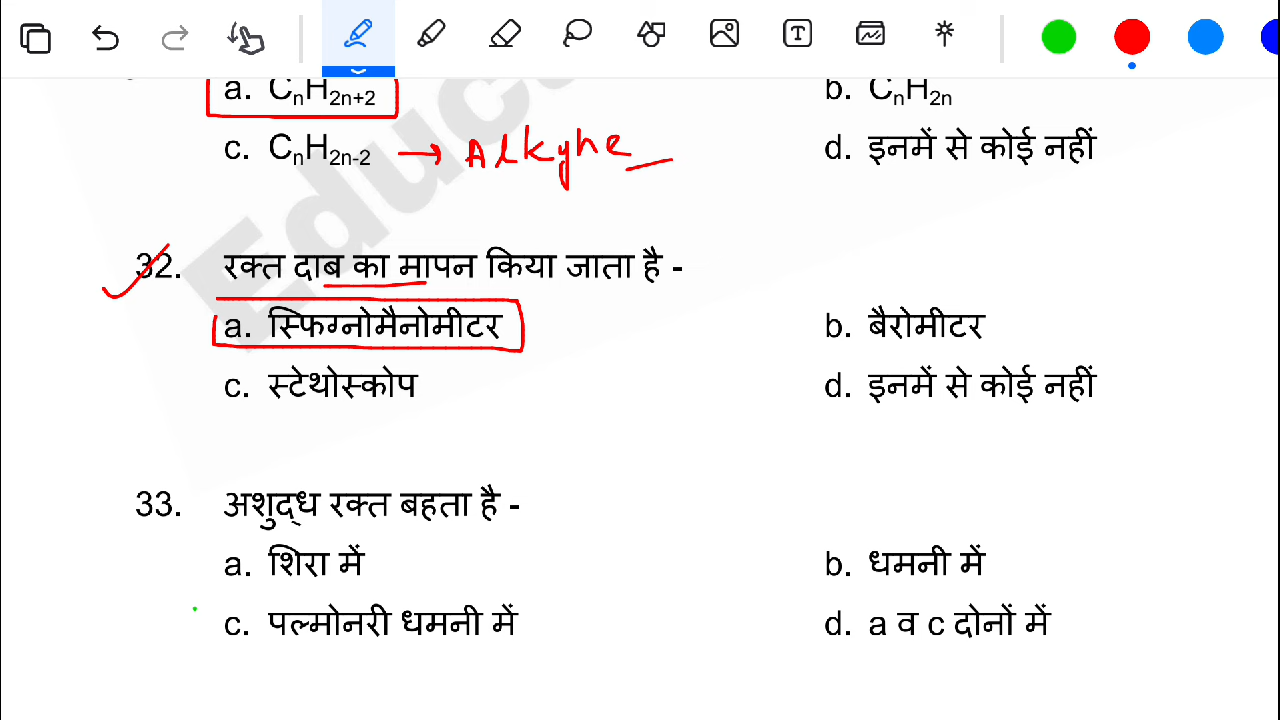 a. CnH2n+2 b. CnH2n
c. CnH2n-2 → Alkyne d. इनमें से कोई नहीं
32. रक्त दाब का मापन किया जाता है -
a. स्फिग्नोमैनोमीटर b. बैरोमीटर
c. स्टेथोस्कोप d. इनमें से कोई नहीं
33. अशुद्ध रक्त बहता है -
a. शिरा में b. धमनी में
c. पल्मोनरी धमनी में d. a व c दोनों में
Educ